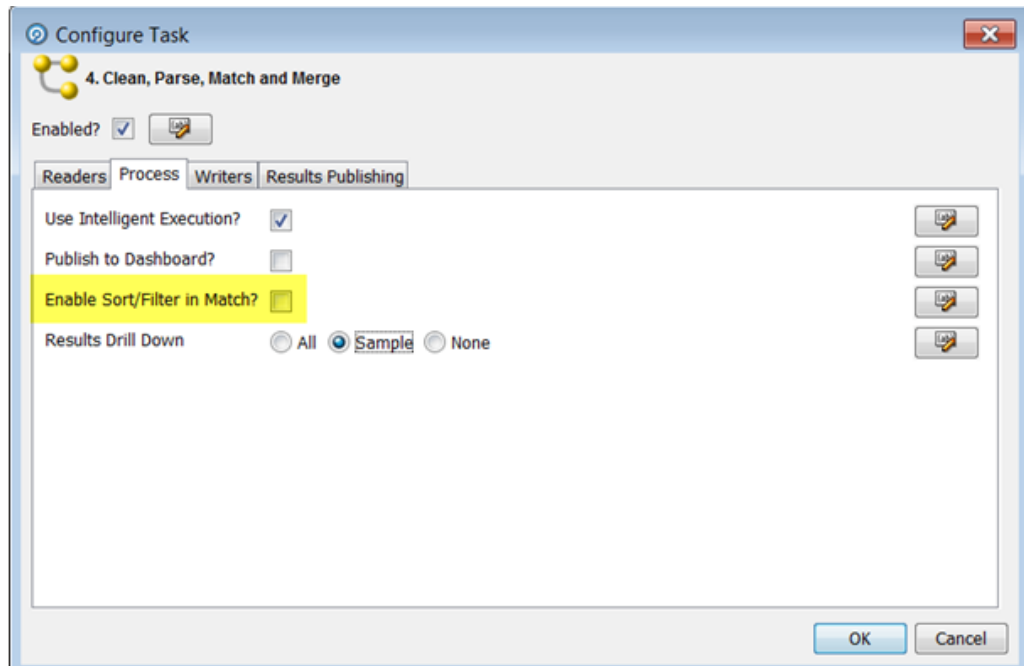 Configure Task
4. Clean, Parse, Match and Merge
Enabled?
Readers Process Writers Results Publishing
Use Intelligent Execution?
Publish to Dashboard?
Enable Sort/Filter in Match?
Results Drill Down All Sample None
OK Cancel